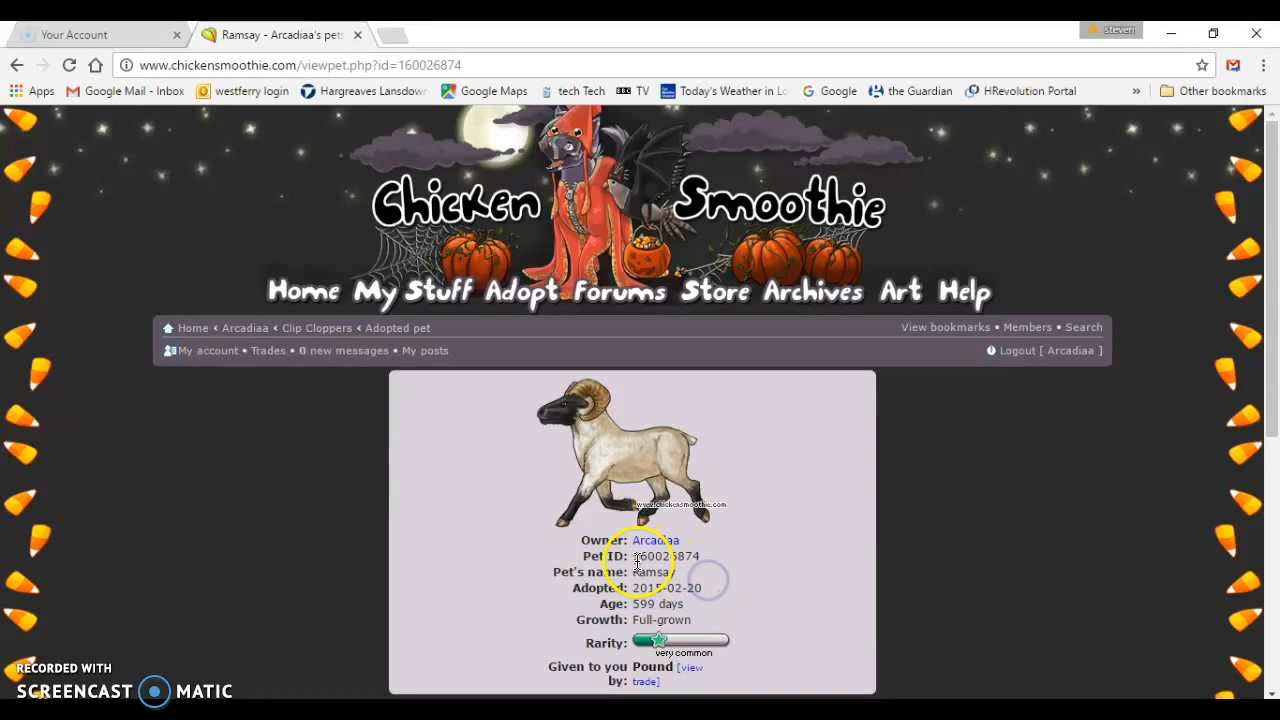 Your Account
Ramsay - Arcadiaa's pets
steven
www.chickensmoothie.com/viewpet.php?id=160026874
Apps Google Mail - Inbox westferry login Hargreaves Lansdown Google Maps tech Tech BBC TV Today's Weather in Lo Google the Guardian HRevolution Portal » Other bookmarks
Chicken Smoothie
Home My Stuff Adopt Forums Store Archives Art Help
Home ‹ Arcadiaa ‹ Clip Cloppers ‹ Adopted pet
View bookmarks • Members • Search
My account • Trades • 0 new messages • My posts
Logout [ Arcadiaa ]
www.chickensmoothie.com
Owner: Arcadiaa
Pet ID: 160026874
Pet's name: Ramsay
Adopted: 2015-02-20
Age: 599 days
Growth: Full-grown
Rarity:
very common
Given to you by: Pound [view trade]
RECORDED WITH
SCREENCAST MATIC